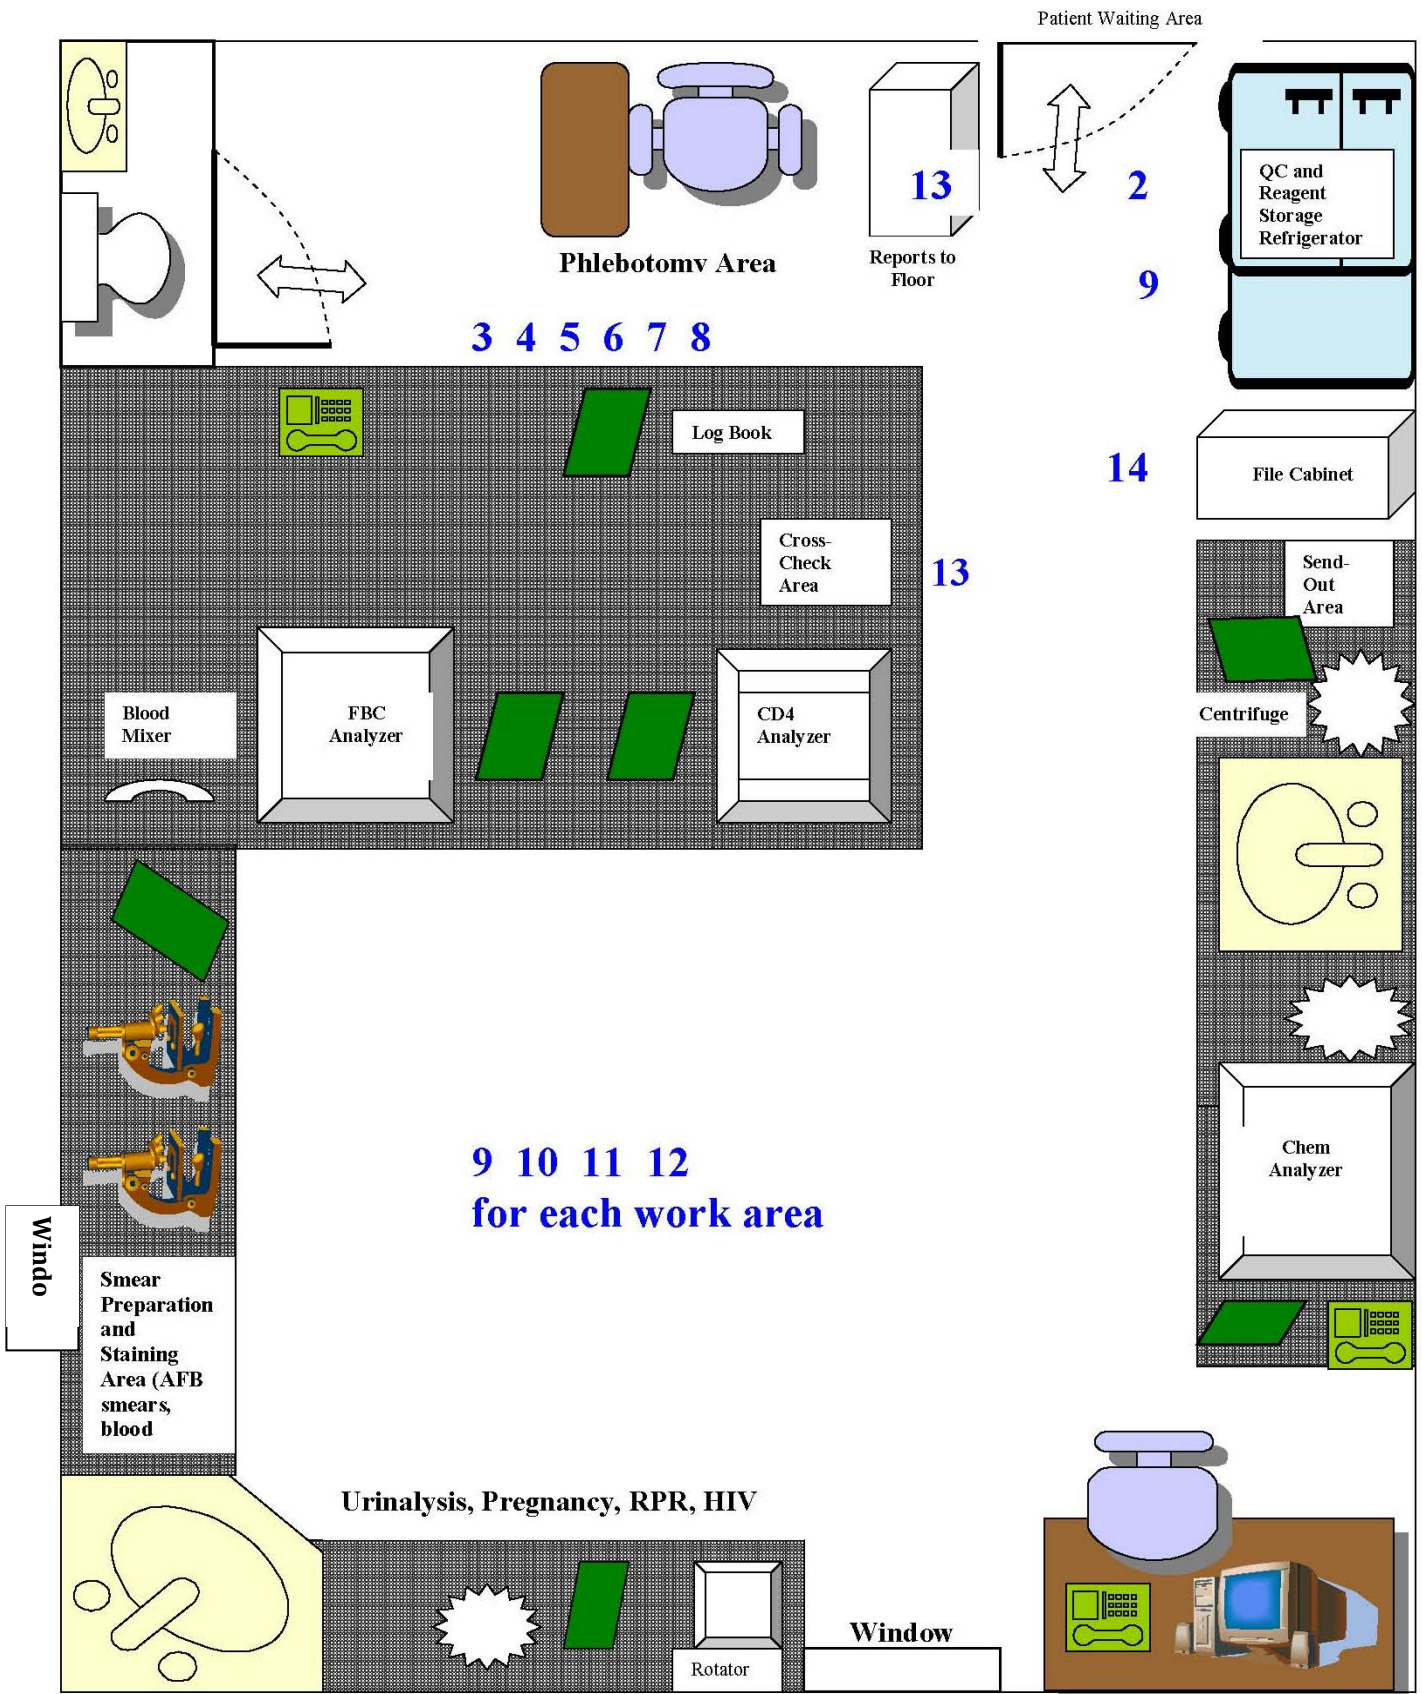 Patient Waiting Area
QC and
Reagent
Storage
Refrigerator
13
2
Phlebotomv Area
Reports to
Floor
9
3 4 5 6 7 8
Log Book
14
File Cabinet
Cross-
Check
Area
13
Send-
Out
Area
Blood
Mixer
FBC
Analyzer
CD4
Analyzer
Centrifuge
9 10 11 12
for each work area
Chem
Analyzer
Windo
Smear
Preparation
and
Staining
Area (AFB
smears,
blood
Urinalysis, Pregnancy, RPR, HIV
Window
Rotator